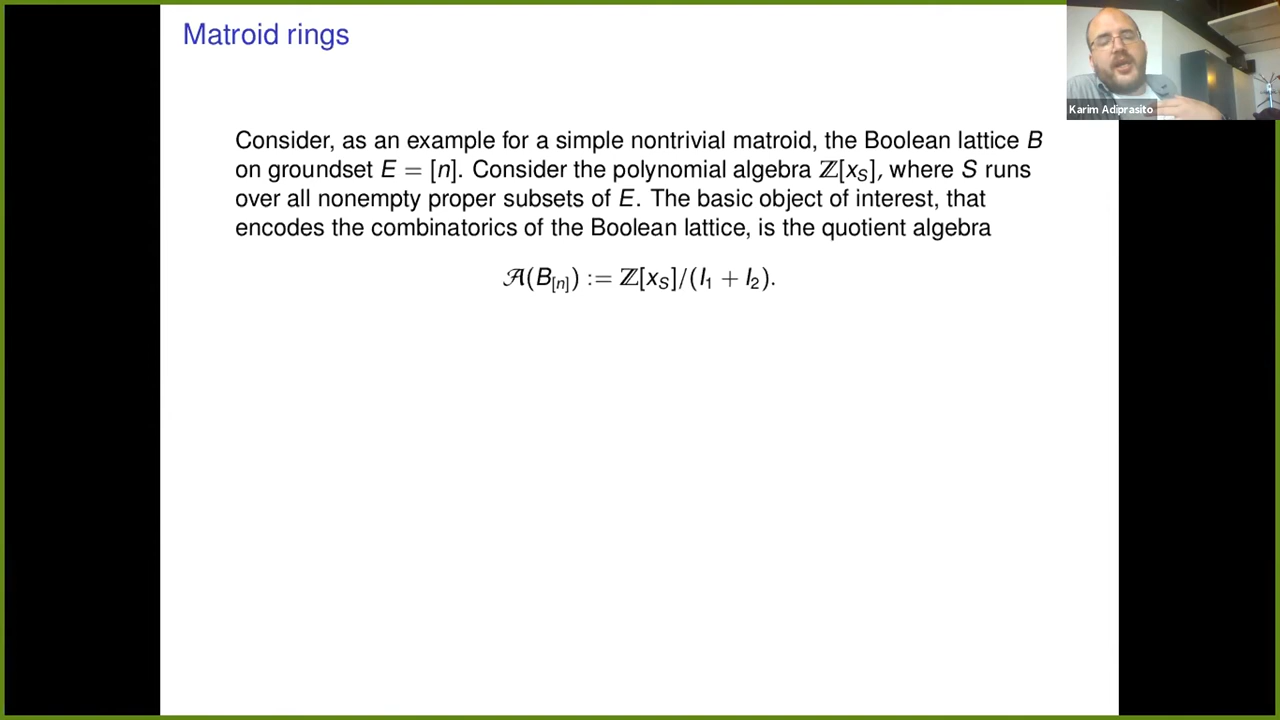 Matroid rings
Karim Adiprasito
Consider, as an example for a simple nontrivial matroid, the Boolean lattice B
on groundset E = [n]. Consider the polynomial algebra ℤ[x_S], where S runs
over all nonempty proper subsets of E. The basic object of interest, that
encodes the combinatorics of the Boolean lattice, is the quotient algebra
𝒜(B_[n]) := ℤ[x_S]/(I_1 + I_2).